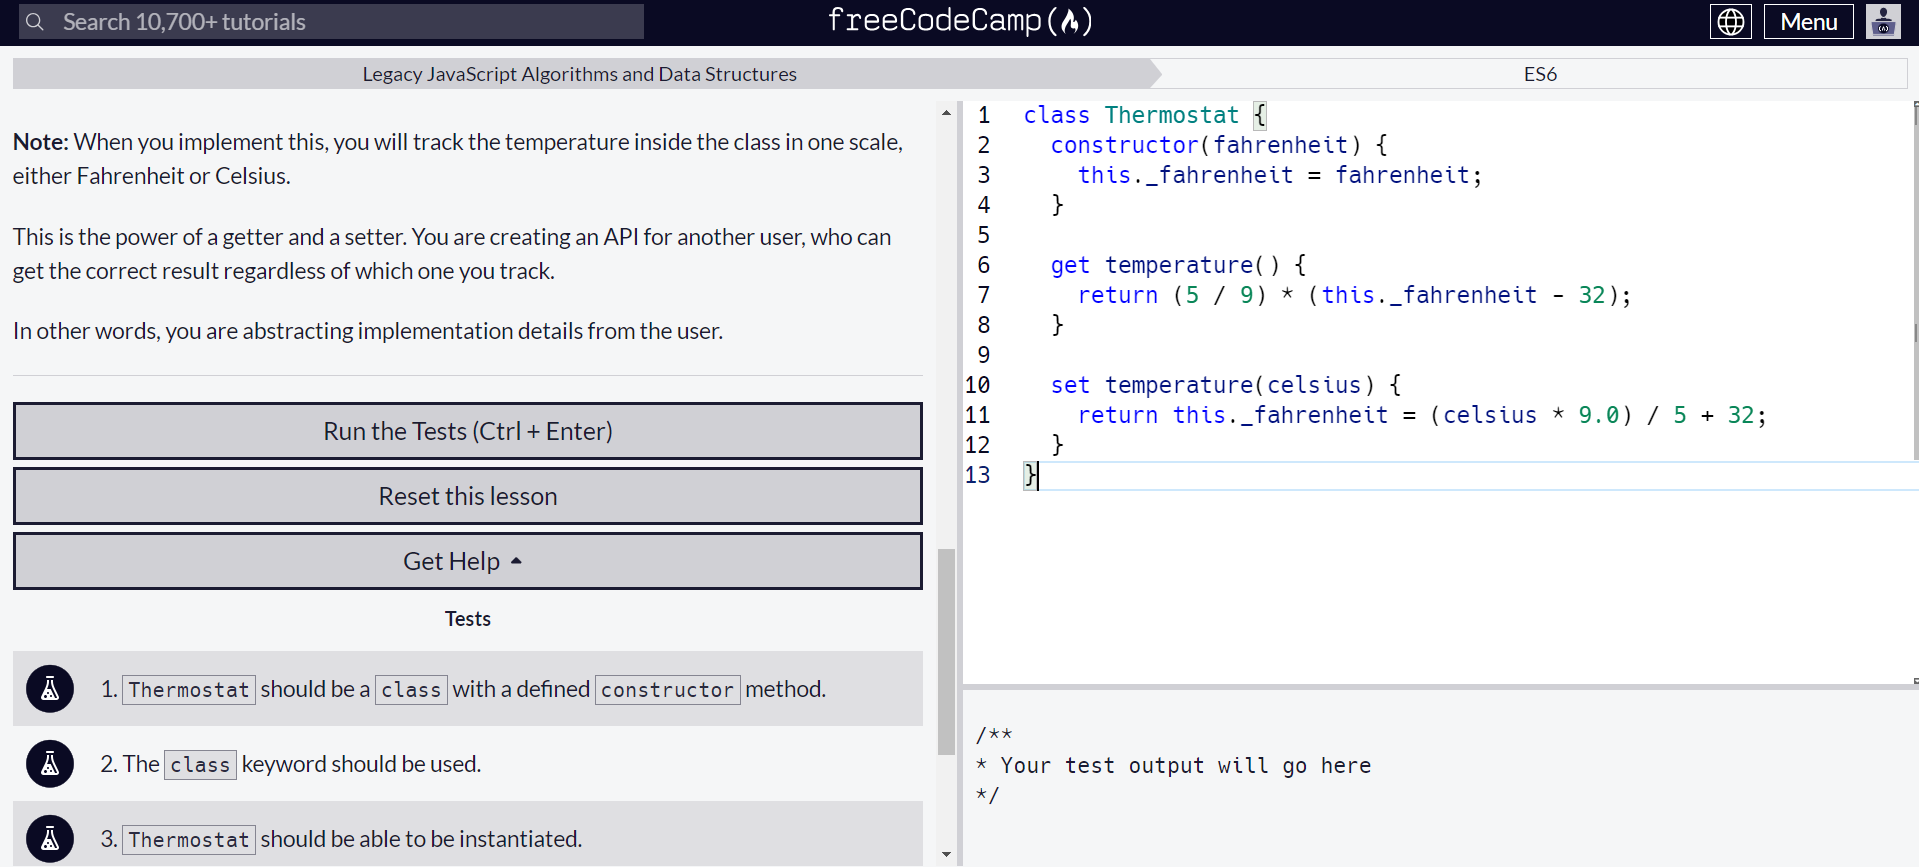 Search 10,700+ tutorials
freeCodeCamp
Menu
Legacy JavaScript Algorithms and Data Structures
ES6
Note: When you implement this, you will track the temperature inside the class in one scale,
either Fahrenheit or Celsius.
This is the power of a getter and a setter. You are creating an API for another user, who can
get the correct result regardless of which one you track.
In other words, you are abstracting implementation details from the user.
Run the Tests (Ctrl + Enter)
Reset this lesson
Get Help
Tests
1. Thermostat should be a class with a defined constructor method.
2. The class keyword should be used.
3. Thermostat should be able to be instantiated.
1 class Thermostat {
2   constructor(fahrenheit) {
3     this._fahrenheit = fahrenheit;
4   }
5
6   get temperature() {
7     return (5 / 9) * (this._fahrenheit - 32);
8   }
9
10   set temperature(celsius) {
11     return this._fahrenheit = (celsius * 9.0) / 5 + 32;
12   }
13 }
/**
* Your test output will go here
*/